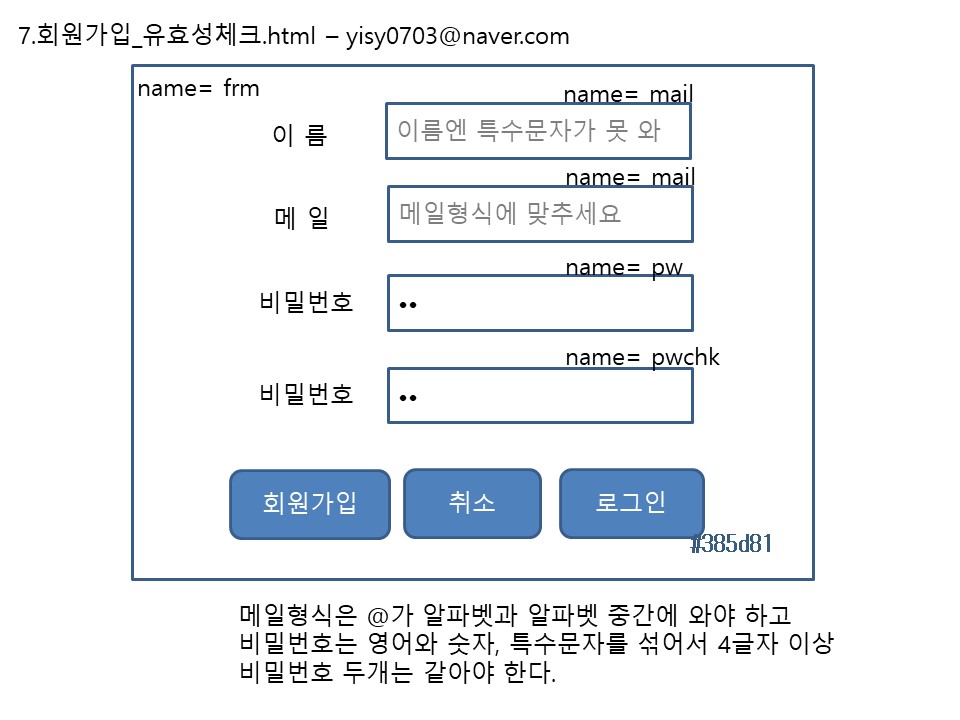 7.회원가입_유효성체크.html – yisy0703@naver.com
name= frm
name= mail
이 름
이름엔 특수문자가 못 와
name= mail
메 일
메일형식에 맞추세요
name= pw
비밀번호
••
name= pwchk
비밀번호
••
회원가입 취소 로그인
#385d81
메일형식은 @가 알파벳과 알파벳 중간에 와야 하고
비밀번호는 영어와 숫자, 특수문자를 섞어서 4글자 이상
비밀번호 두개는 같아야 한다.